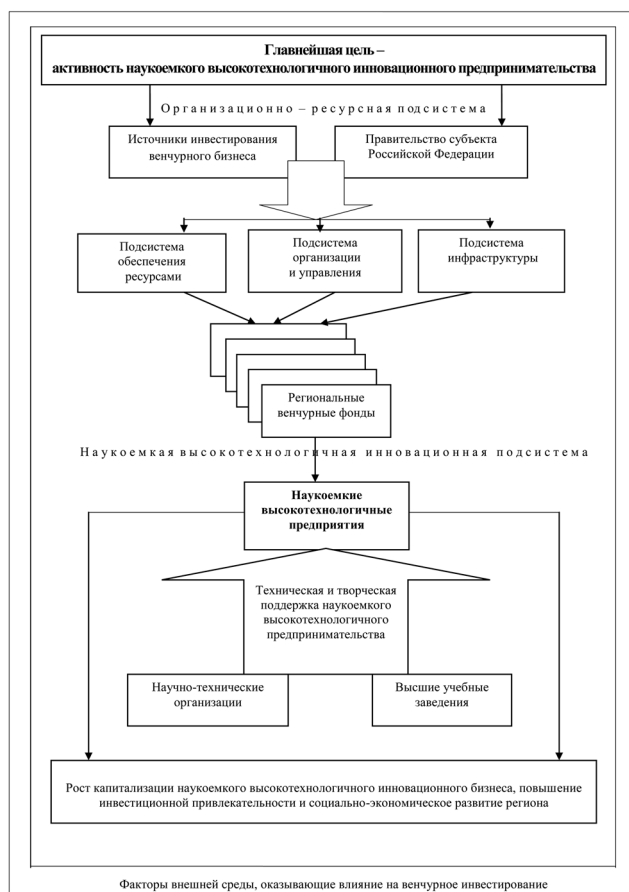 Главнейшая цель –
активность наукоемкого высокотехнологичного инновационного предпринимательства
Организационно – ресурсная подсистема
Источники инвестирования
венчурного бизнеса
Правительство субъекта
Российской Федерации
Подсистема
обеспечения
ресурсами
Подсистема
организации
и управления
Подсистема
инфраструктуры
Региональные
венчурные фонды
Наукоемкая высокотехнологичная инновационная подсистема
Наукоемкие
высокотехнологичные
предприятия
Техническая и творческая
поддержка наукоемкого
высокотехнологичного
предпринимательства
Научно-технические
организации
Высшие учебные
заведения
Рост капитализации наукоемкого высокотехнологичного инновационного бизнеса, повышение
инвестиционной привлекательности и социально-экономическое развитие региона
Факторы внешней среды, оказывающие влияние на венчурное инвестирование